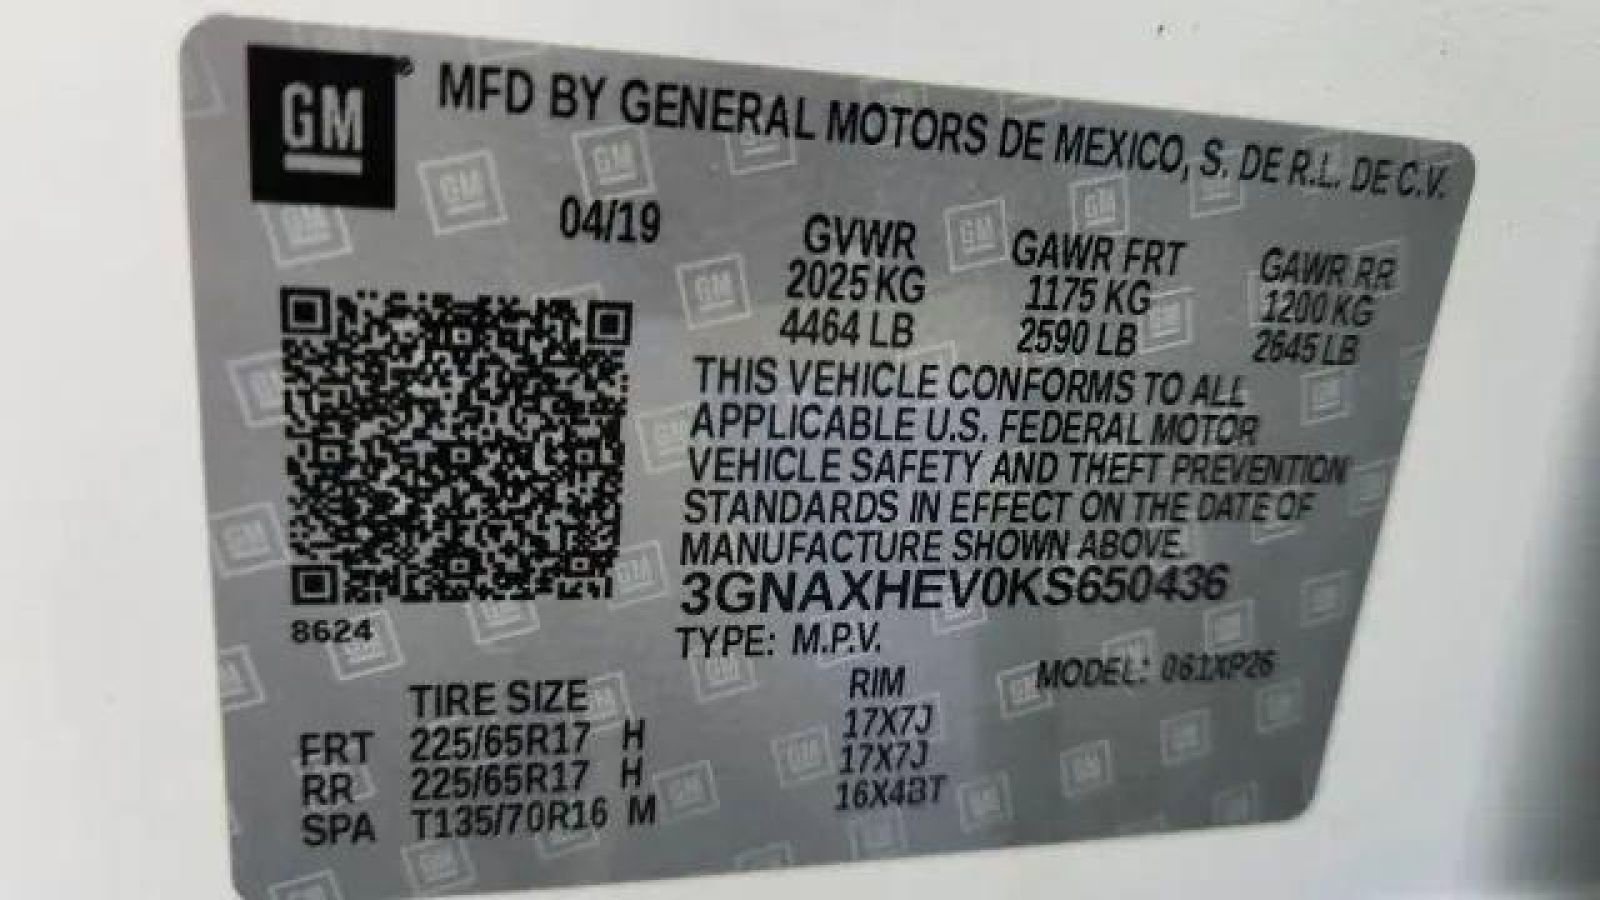 GM
MFD BY GENERAL MOTORS DE MEXICO, S. DE R.L. DE C.V.
04/19
GVWR GAWR FRT GAWR RR
2025 KG 1175 KG 1200 KG
4464 LB 2590 LB 2645 LB
THIS VEHICLE CONFORMS TO ALL
APPLICABLE U.S. FEDERAL MOTOR
VEHICLE SAFETY AND THEFT PREVENTION
STANDARDS IN EFFECT ON THE DATE OF
MANUFACTURE SHOWN ABOVE.
3GNAXHEV0KS650436
8624
TYPE: M.P.V. MODEL: 061XP26
TIRE SIZE RIM
FRT 225/65R17 H 17X7J
RR 225/65R17 H 17X7J
SPA T135/70R16 M 16X4BT